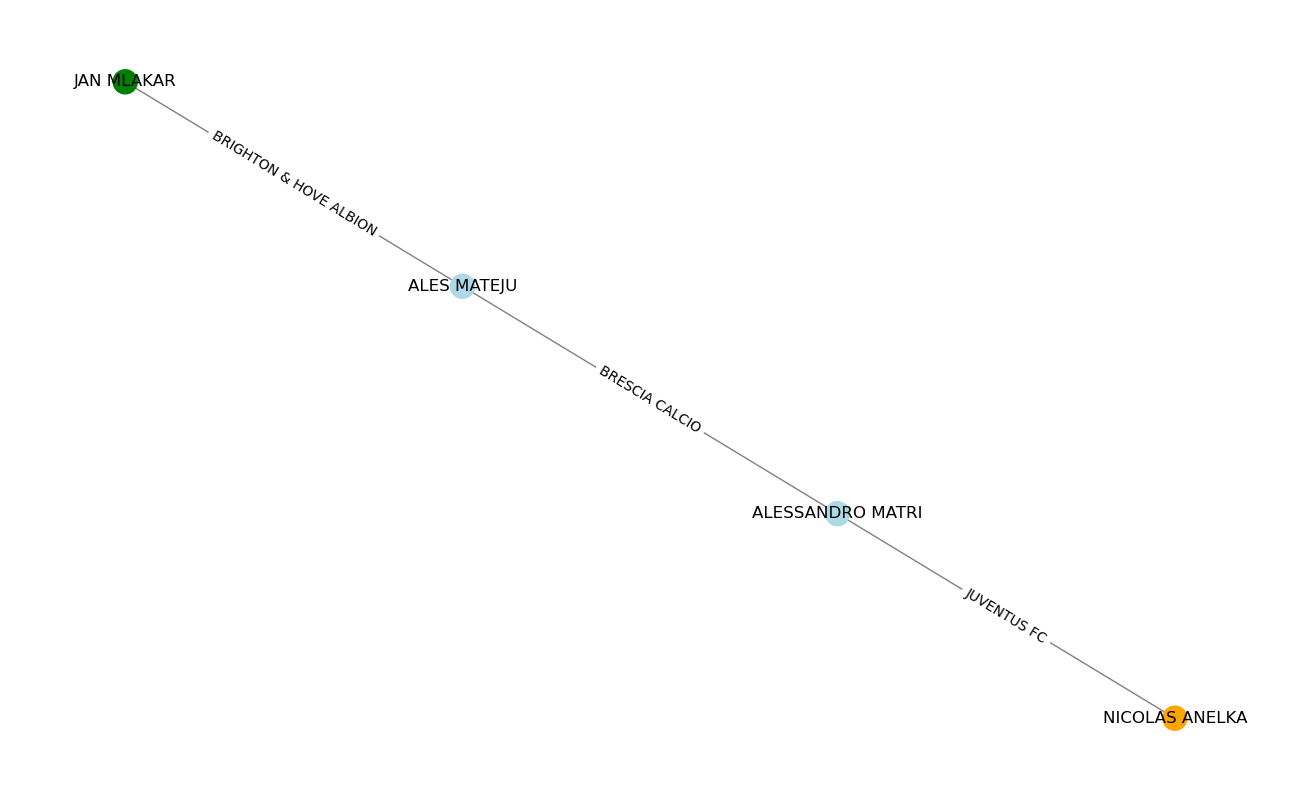 JAN MLAKAR
BRIGHTON & HOVE ALBION
ALES MATEJU
BRESCIA CALCIO
ALESSANDRO MATRI
JUVENTUS FC
NICOLAS ANELKA